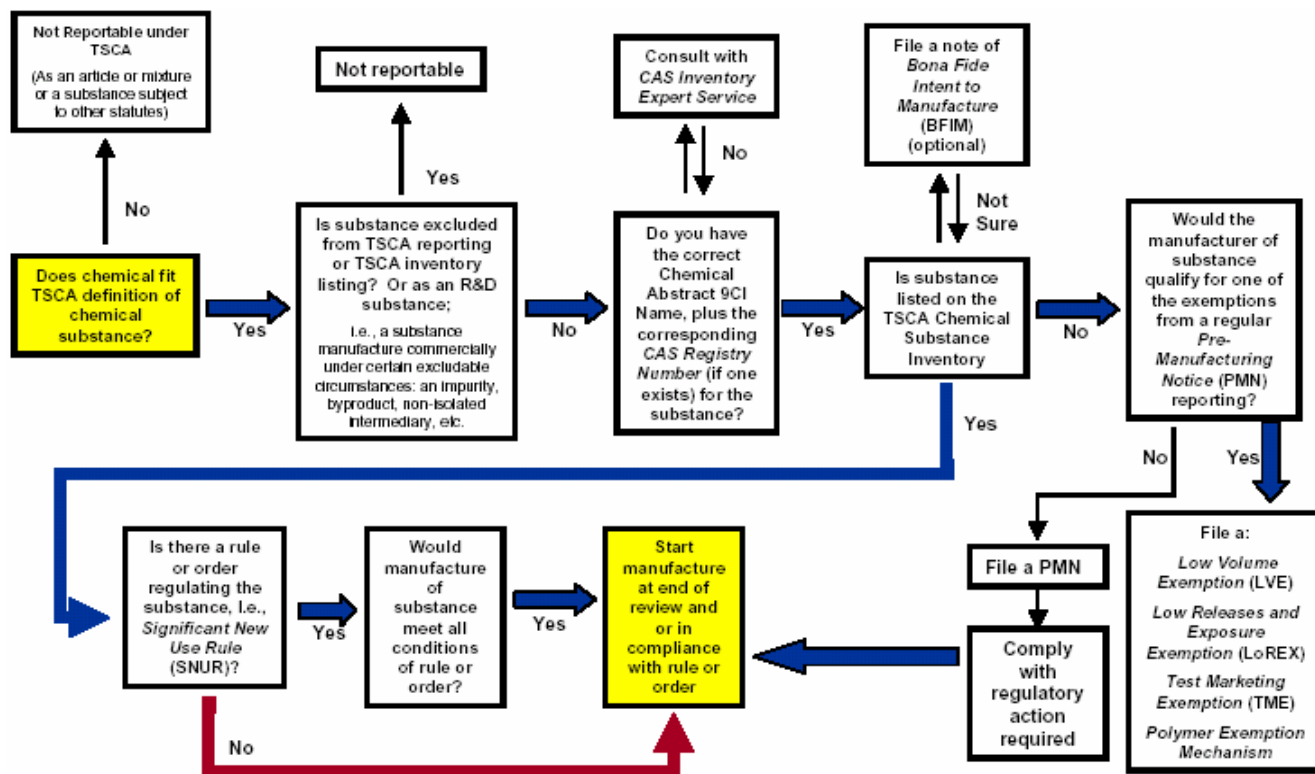 Not Reportable under
TSCA
(As an article or mixture
or a substance subject
to other statutes)
Not reportable
Consult with
CAS Inventory
Expert Service
File a note of
Bona Fide
Intent to
Manufacture
(BFIM)
(optional)
No
Yes
No
Not
Sure
Does chemical fit
TSCA definition of
chemical
substance?
Yes
Is substance excluded
from TSCA reporting
or TSCA inventory
listing? Or as an R&D
substance;
i.e., a substance
manufacture commercially
under certain excludable
circumstances: an impurity,
byproduct, non-isolated
intermediary, etc.
No
Do you have
the correct
Chemical
Abstract 9CI
Name, plus the
corresponding
CAS Registry
Number (if one
exists) for the
substance?
Yes
Is substance
listed on the
TSCA Chemical
Substance
Inventory
No
Would the
manufacturer of
substance
qualify for one of
the exemptions
from a regular
Pre-
Manufacturing
Notice (PMN)
reporting?
Yes
No
Yes
Is there a rule
or order
regulating the
substance, I.e.,
Significant New
Use Rule
(SNUR)?
Yes
Would
manufacture
of
substance
meet all
conditions
of rule or
order?
Yes
Start
manufacture
at end of
review and
or in
compliance
with rule or
order
File a PMN
Comply
with
regulatory
action
required
File a:
Low Volume
Exemption (LVE)
Low Releases and
Exposure
Exemption (LoREX)
Test Marketing
Exemption (TME)
Polymer Exemption
Mechanism
No